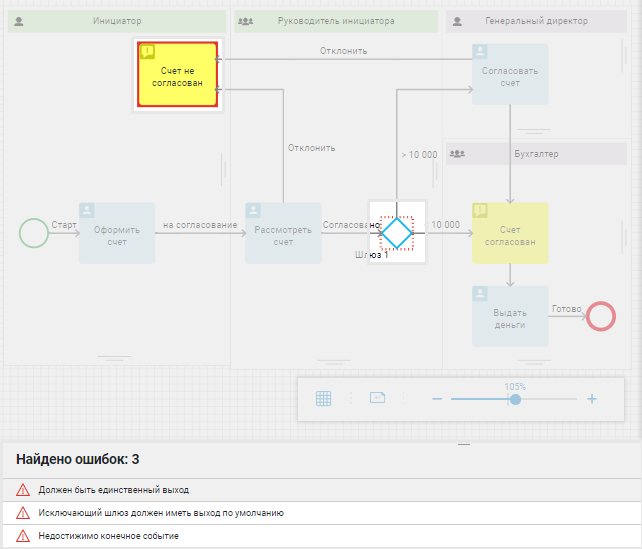 Инициатор
Руководитель инициатора
Генеральный директор
Отклонить
Счет не
согласован
Согласовать
счет
Отклонить
> 10 000
Бухгалтер
Старт
Оформить
счет
на согласование
Рассмотреть
счет
Согласовано
10 000
Шлюз 1
Счет
согласован
Выдать
деньги
Готово
105%
Найдено ошибок: 3
Должен быть единственный выход
Исключающий шлюз должен иметь выход по умолчанию
Недостижимо конечное событие